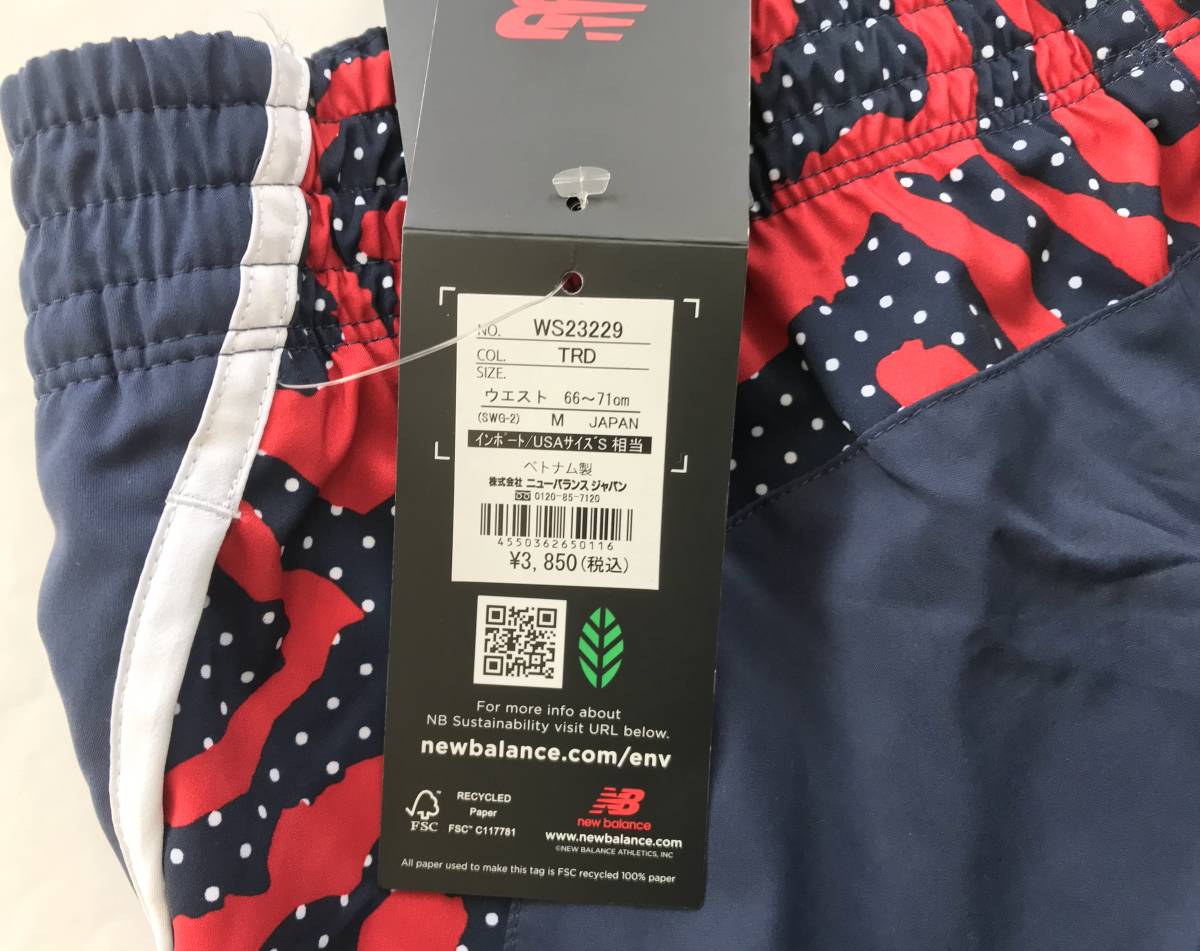 NO. WS23229
COL. TRD
SIZE.
ウエスト 66〜71cm
(SWG-2) M JAPAN
インポート/USAサイズS 相当
ベトナム製
株式会社 ニューバランス ジャパン
0120-85-7120
4550362650116
¥3,850(税込)
For more info about
NB Sustainability visit URL below.
newbalance.com/env
FSC™
RECYCLED
Paper
FSC™ C117781
NB
new balance
www.newbalance.com
©NEW BALANCE ATHLETICS, INC
All paper used to make this tag is FSC recycled 100% paper